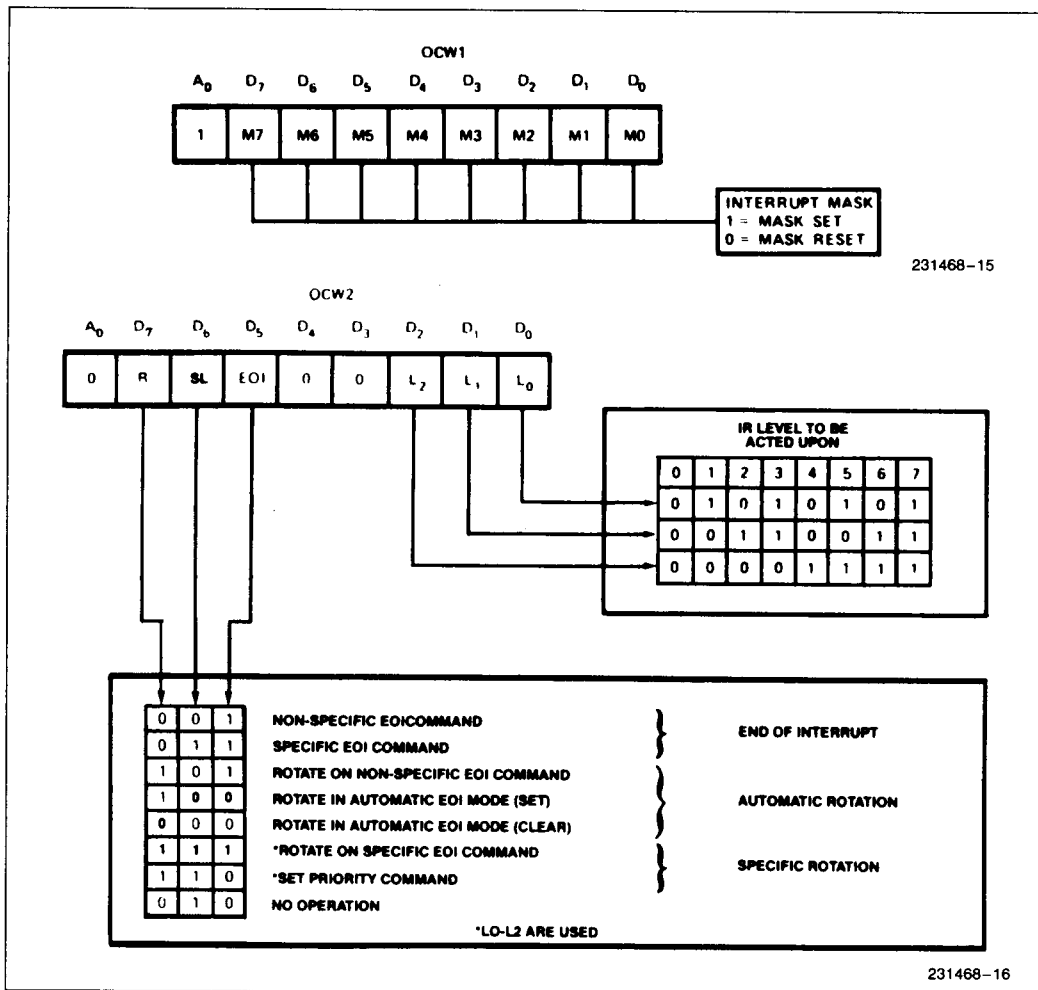 OCW1
A0 D7 D6 D5 D4 D3 D2 D1 D0
1 M7 M6 M5 M4 M3 M2 M1 M0
INTERRUPT MASK
1 = MASK SET
0 = MASK RESET
231468-15
OCW2
A0 D7 D6 D5 D4 D3 D2 D1 D0
0 R SL EOI 0 0 L2 L1 L0
IR LEVEL TO BE
ACTED UPON
0 1 2 3 4 5 6 7
0 1 0 1 0 1 0 1
0 0 1 1 0 0 1 1
0 0 0 0 1 1 1 1
0 0 1 NON-SPECIFIC EOICOMMAND
0 1 1 SPECIFIC EOI COMMAND
END OF INTERRUPT
1 0 1 ROTATE ON NON-SPECIFIC EOI COMMAND
1 0 0 ROTATE IN AUTOMATIC EOI MODE (SET)
0 0 0 ROTATE IN AUTOMATIC EOI MODE (CLEAR)
AUTOMATIC ROTATION
1 1 1 *ROTATE ON SPECIFIC EOI COMMAND
1 1 0 *SET PRIORITY COMMAND
SPECIFIC ROTATION
0 1 0 NO OPERATION
*LO-L2 ARE USED
231468-16